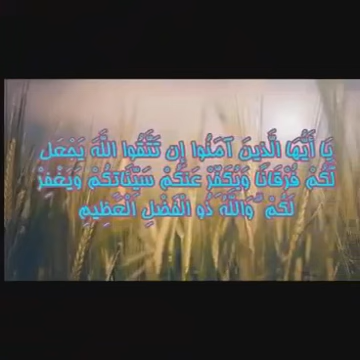 يَا أَيُّهَا الَّذِينَ آمَنُوا إِن تَتَّقُوا اللَّهَ يَجْعَل
لَّكُمْ فُرْقَانًا وَيُكَفِّرْ عَنكُمْ سَيِّئَاتِكُمْ وَيَغْفِرْ
لَكُمْ ۗ وَاللَّهُ ذُو الْفَضْلِ الْعَظِيمِ